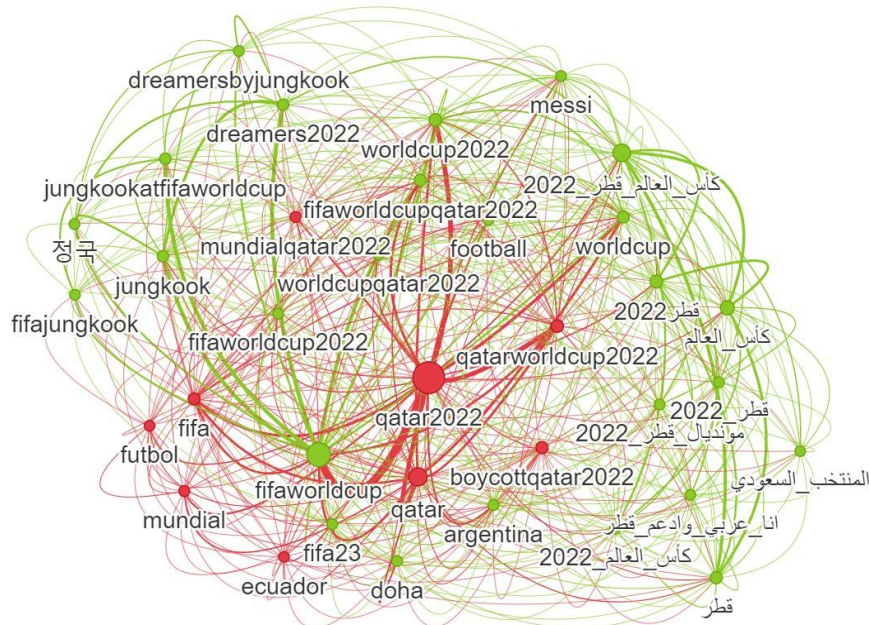 dreamersbyjungkook
messi
dreamers2022
worldcup2022
jungkookatfifaworldcup
كأس_العالم_قطر_2022
fifaworldcupqatar2022
정국
mundialqatar2022
football
worldcup
jungkook
worldcupqatar2022
قطر2022
fifajungkook
كأس_العالم
fifaworldcup2022
qatarworldcup2022
قطر_2022
qatar2022
fifa
مونديال_قطر_2022
futbol
boycottqatar2022
المنتخب_السعودي
fifaworldcup
qatar
mundial
argentina
انا_عربي_وادعم_قطر
fifa23
كأس_العالم_2022
ecuador
doha
قطر